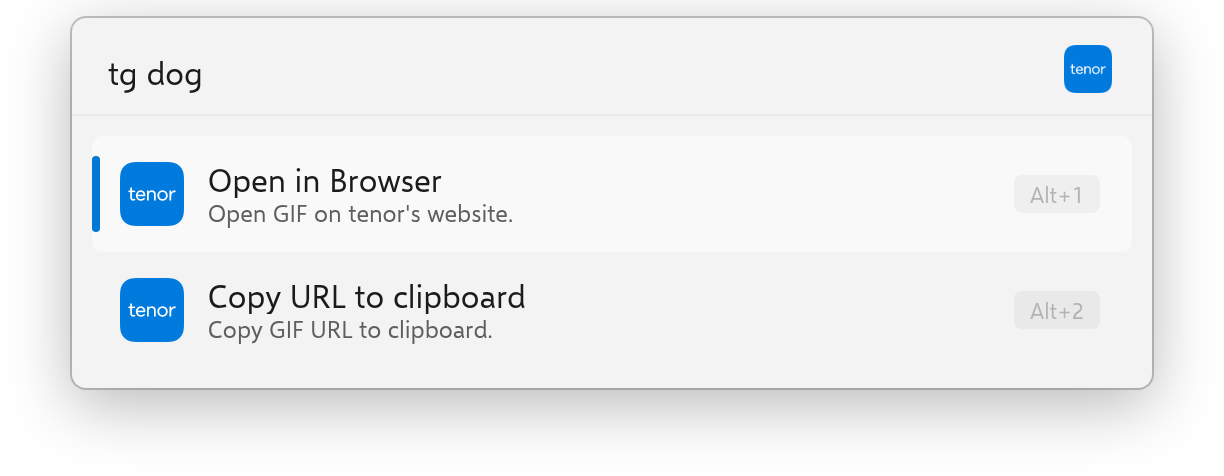 tg dog
tenor
tenor
Open in Browser
Open GIF on tenor's website.
Alt+1
tenor
Copy URL to clipboard
Copy GIF URL to clipboard.
Alt+2